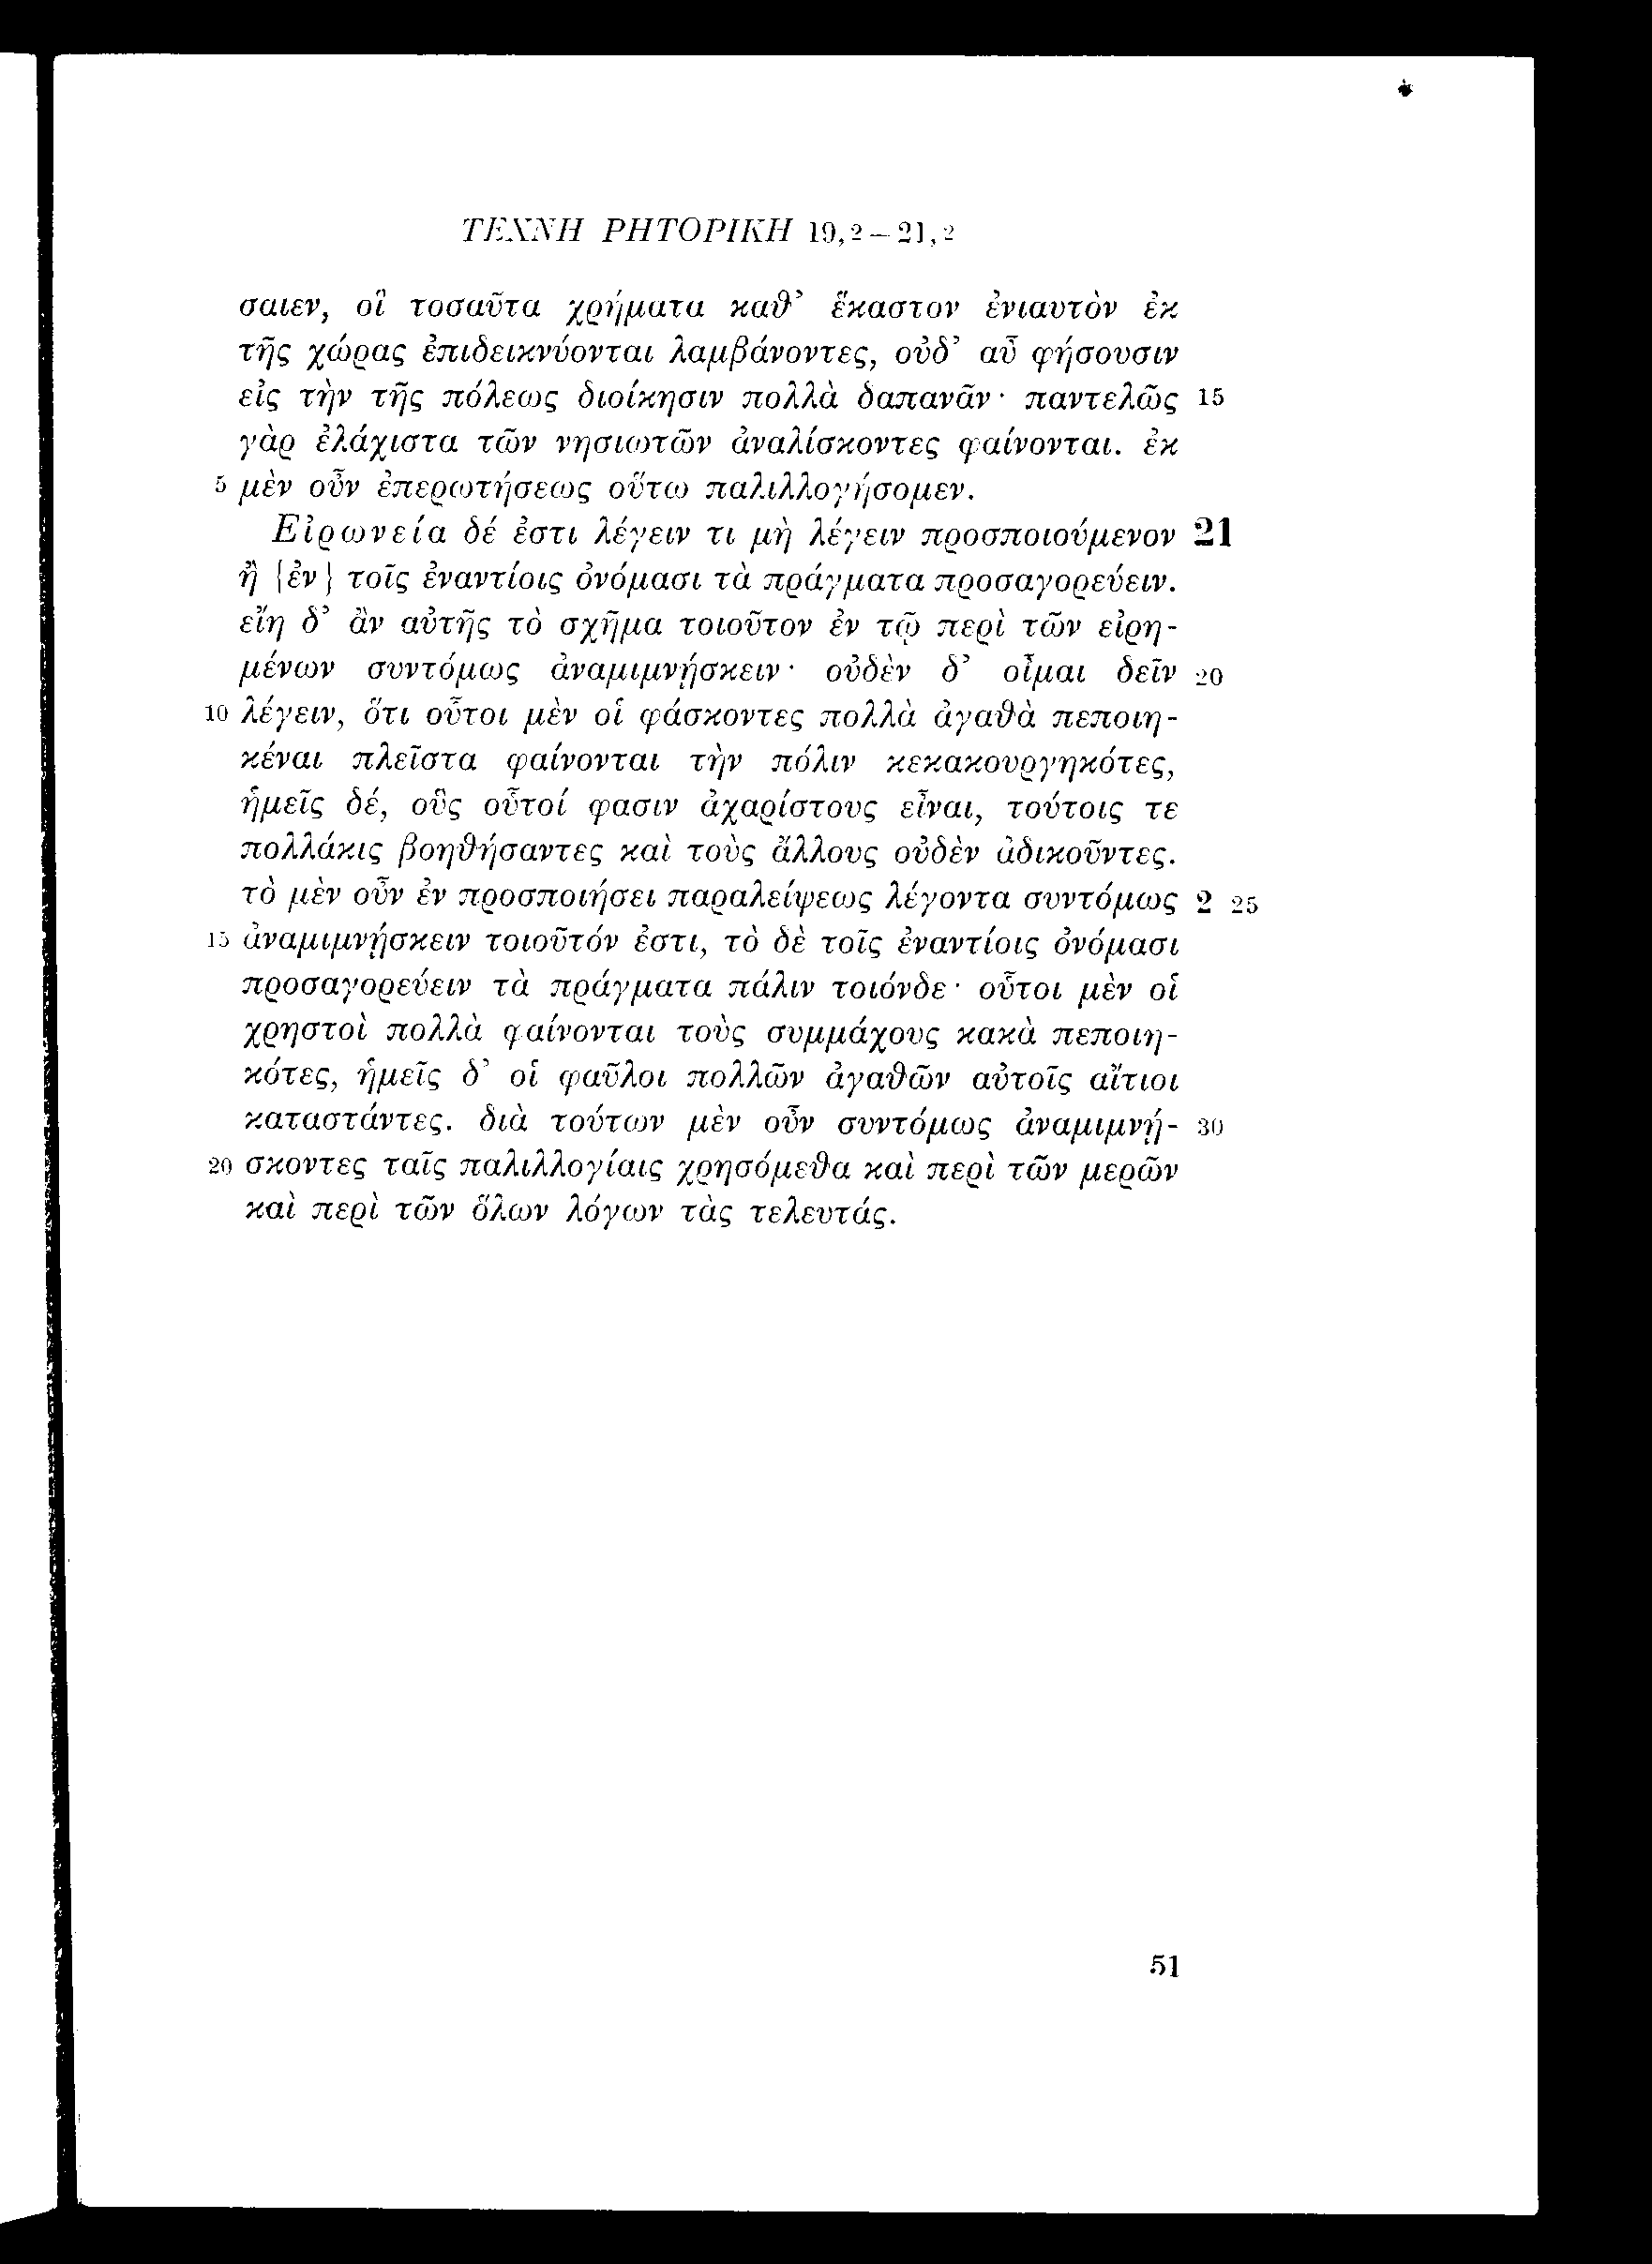 ΤΕΧΝΗ ΡΗΤΟΡΙΚΗ 19,2–21,2
σαιεν, οἳ τοσαῦτα χρήματα καθ’ ἕκαστον ἐνιαυτὸν ἐκ
τῆς χώρας ἐπιδεικνύονται λαμβάνοντες, οὐδ’ αὖ φήσουσιν
εἰς τὴν τῆς πόλεως διοίκησιν πολλὰ δαπανᾶν· παντελῶς 15
γὰρ ἐλάχιστα τῶν νησιωτῶν ἀναλίσκοντες φαίνονται. ἐκ
5 μὲν οὖν ἐπερωτήσεως οὕτω παλιλλογήσομεν.
Εἰρωνεία δέ ἐστι λέγειν τι μὴ λέγειν προσποιούμενον 21
ἢ {ἐν} τοῖς ἐναντίοις ὀνόμασι τὰ πράγματα προσαγορεύειν.
εἴη δ’ ἂν αὐτῆς τὸ σχῆμα τοιοῦτον ἐν τῷ περὶ τῶν εἰρη-
μένων συντόμως ἀναμιμνῄσκειν· οὐδὲν δ’ οἶμαι δεῖν 20
10 λέγειν, ὅτι οὗτοι μὲν οἱ φάσκοντες πολλὰ ἀγαθὰ πεποιη-
κέναι πλεῖστα φαίνονται τὴν πόλιν κεκακουργηκότες,
ἡμεῖς δέ, οὓς οὗτοί φασιν ἀχαρίστους εἶναι, τούτοις τε
πολλάκις βοηθήσαντες καὶ τοὺς ἄλλους οὐδὲν ἀδικοῦντες.
τὸ μὲν οὖν ἐν προσποιήσει παραλείψεως λέγοντα συντόμως 2 25
15 ἀναμιμνῄσκειν τοιοῦτόν ἐστι, τὸ δὲ τοῖς ἐναντίοις ὀνόμασι
προσαγορεύειν τὰ πράγματα πάλιν τοιόνδε· οὗτοι μὲν οἱ
χρηστοὶ πολλὰ φαίνονται τοὺς συμμάχους κακὰ πεποιη-
κότες, ἡμεῖς δ’ οἱ φαῦλοι πολλῶν ἀγαθῶν αὐτοῖς αἴτιοι
καταστάντες. διὰ τούτων μὲν οὖν συντόμως ἀναμιμνῄ- 30
20 σκοντες ταῖς παλιλλογίαις χρησόμεθα καὶ περὶ τῶν μερῶν
καὶ περὶ τῶν ὅλων λόγων τὰς τελευτάς.
51